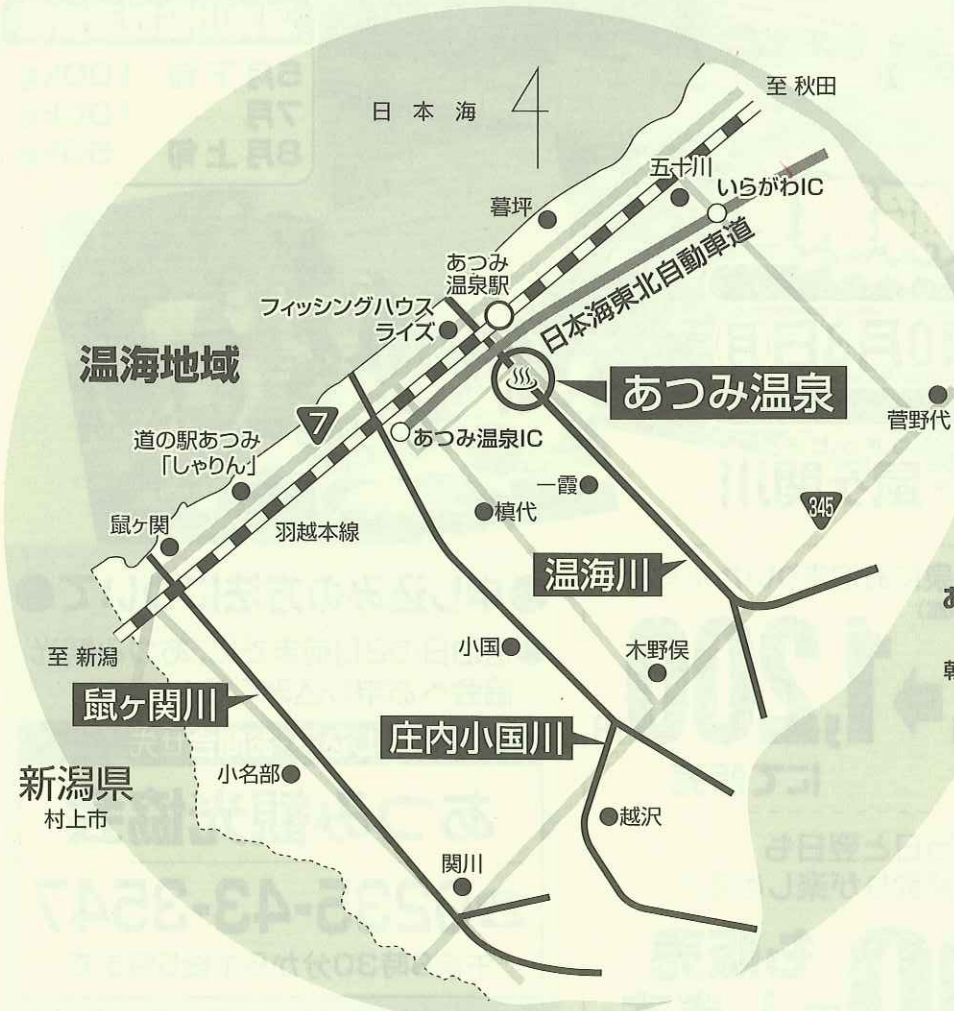 日本海
至 秋田
五十川
いらがわIC
暮坪
あつみ
温泉駅
フィッシングハウス
ライズ
日本海東北自動車道
温海地域
あつみ温泉
7
菅野代
あつみ温泉IC
道の駅あつみ
「しゃりん」
一霞
槙代
345
鼠ヶ関
羽越本線
温海川
小国
木野俣
至 新潟
鼠ヶ関川
庄内小国川
新潟県
村上市
小名部
越沢
関川